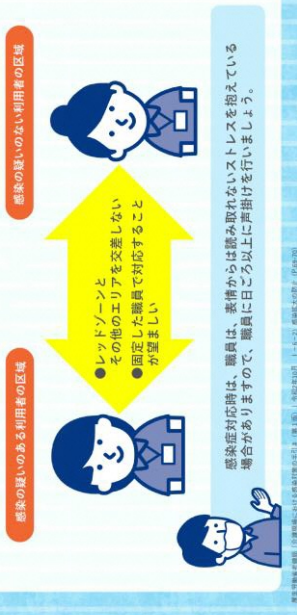 感染の疑いのある利用者の区域
感染の疑いのない利用者の区域
●レッドゾーンと
その他のエリアを交差しない
●固定した職員で対応すること
が望ましい
感染症対応時は、職員は、表情からは読み取れないストレスを抱えている
場合がありますので、職員に日ごろ以上に声掛けを行いましょう。